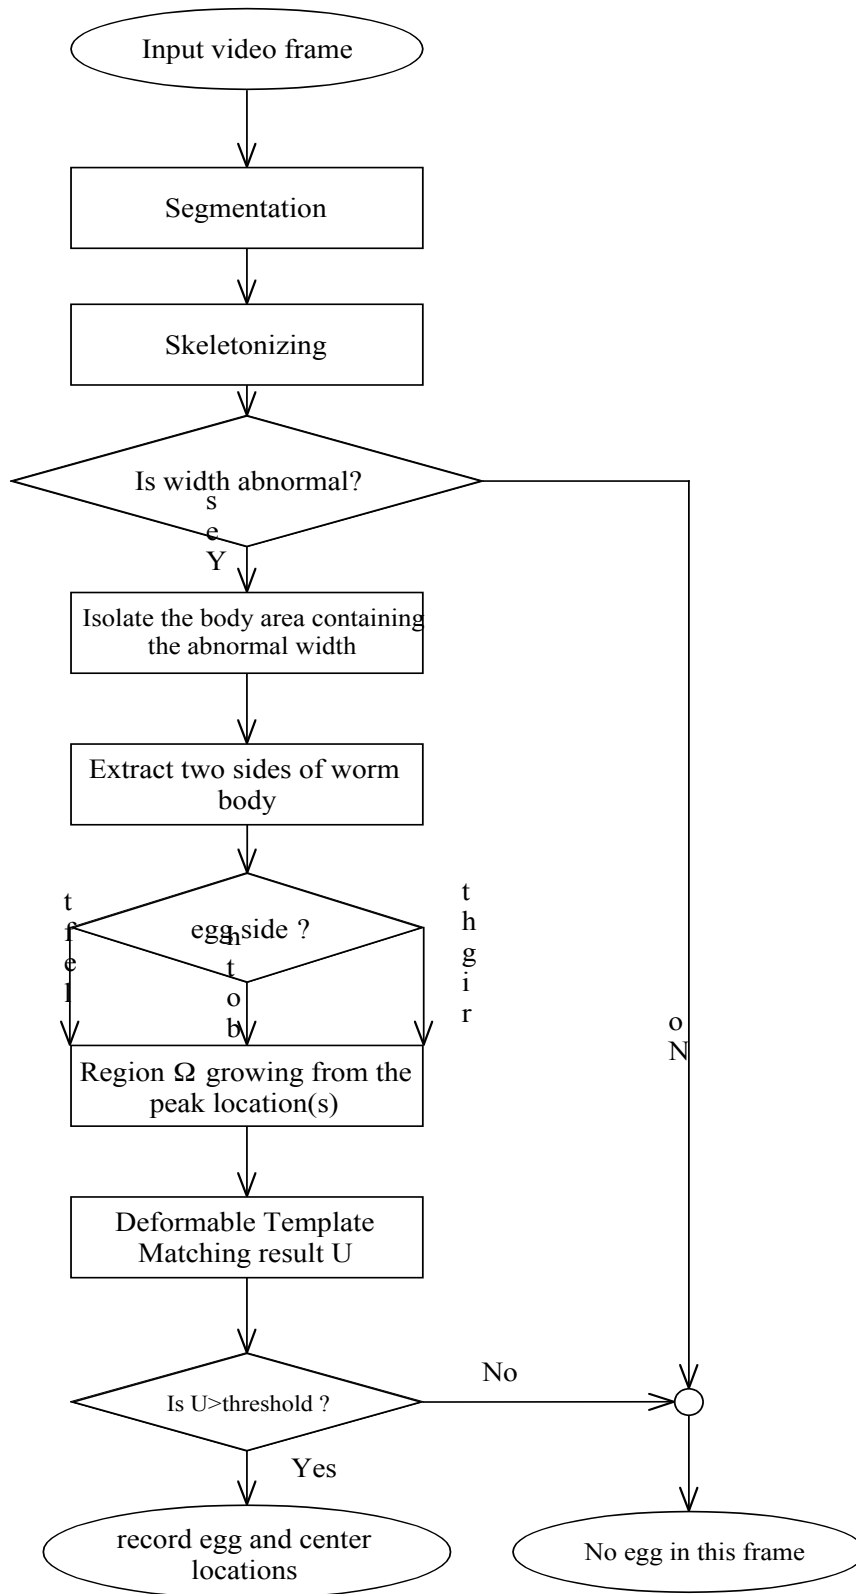 Input video frame
Segmentation
Skeletonizing
Is width abnormal?
Yes
Isolate the body area containing
the abnormal width
Extract two sides of worm
body
egg side ?
left
both
right
No
Region Ω growing from the
peak location(s)
Deformable Template
Matching result U
Is U>threshold ?
No
Yes
record egg and center
locations
No egg in this frame